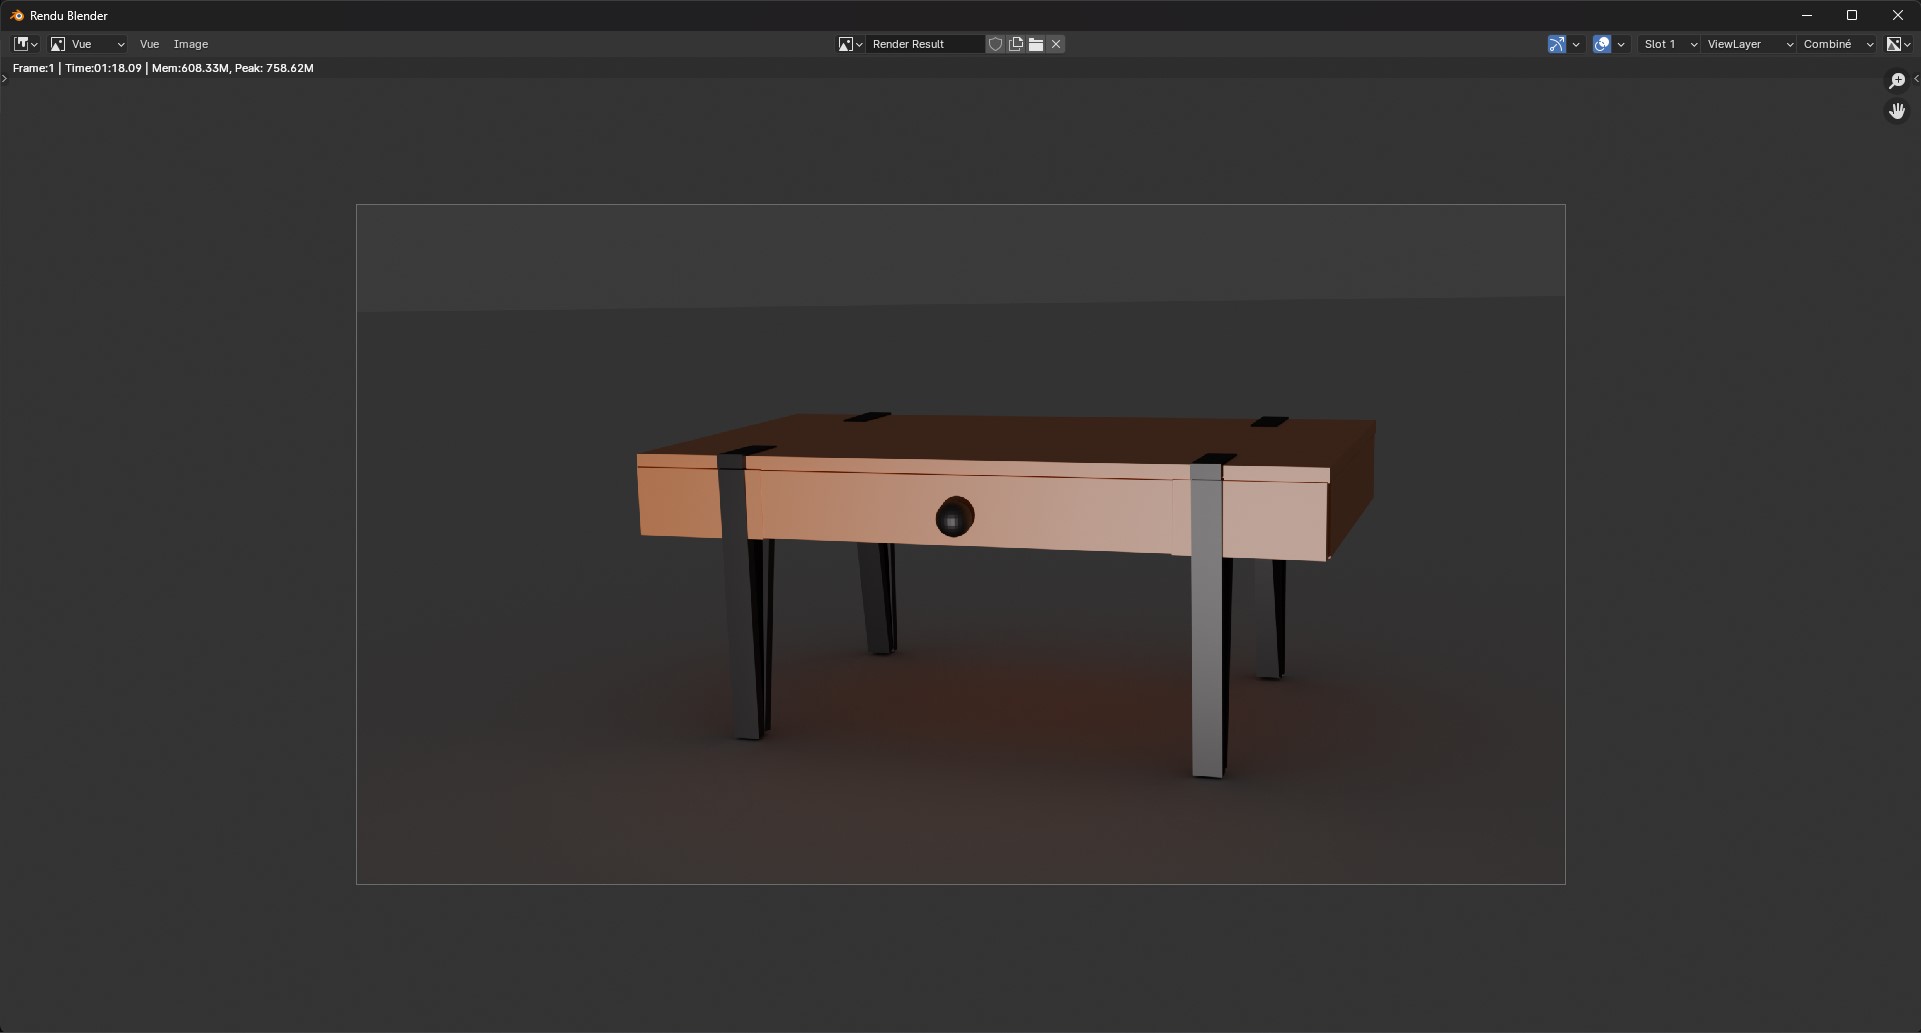 Rendu Blender
Vue Vue Image Render Result Slot 1 ViewLayer Combiné
Frame:1 | Time:01:18.09 | Mem:608.33M, Peak: 758.62M